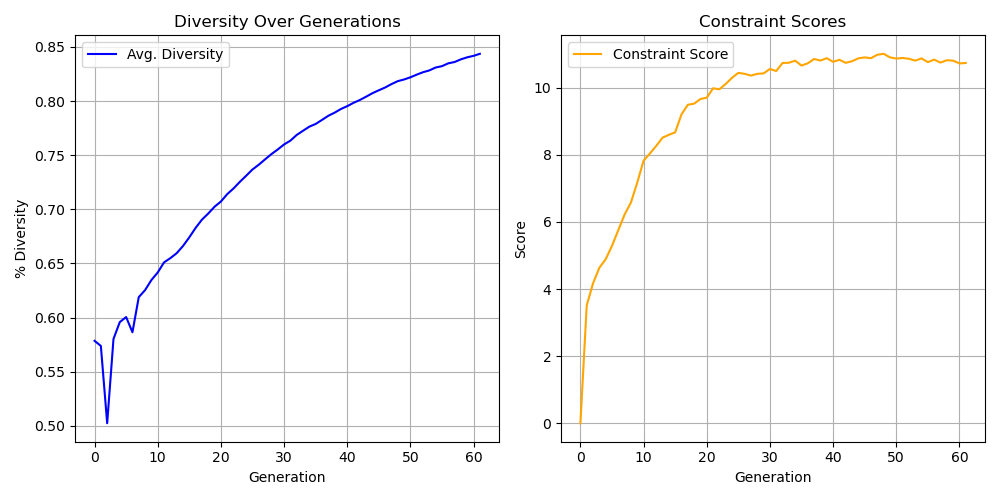 Diversity Over Generations
Avg. Diversity
% Diversity
0.85
0.80
0.75
0.70
0.65
0.60
0.55
0.50
0 10 20 30 40 50 60
Generation
Constraint Scores
Constraint Score
Score
10
8
6
4
2
0
0 10 20 30 40 50 60
Generation